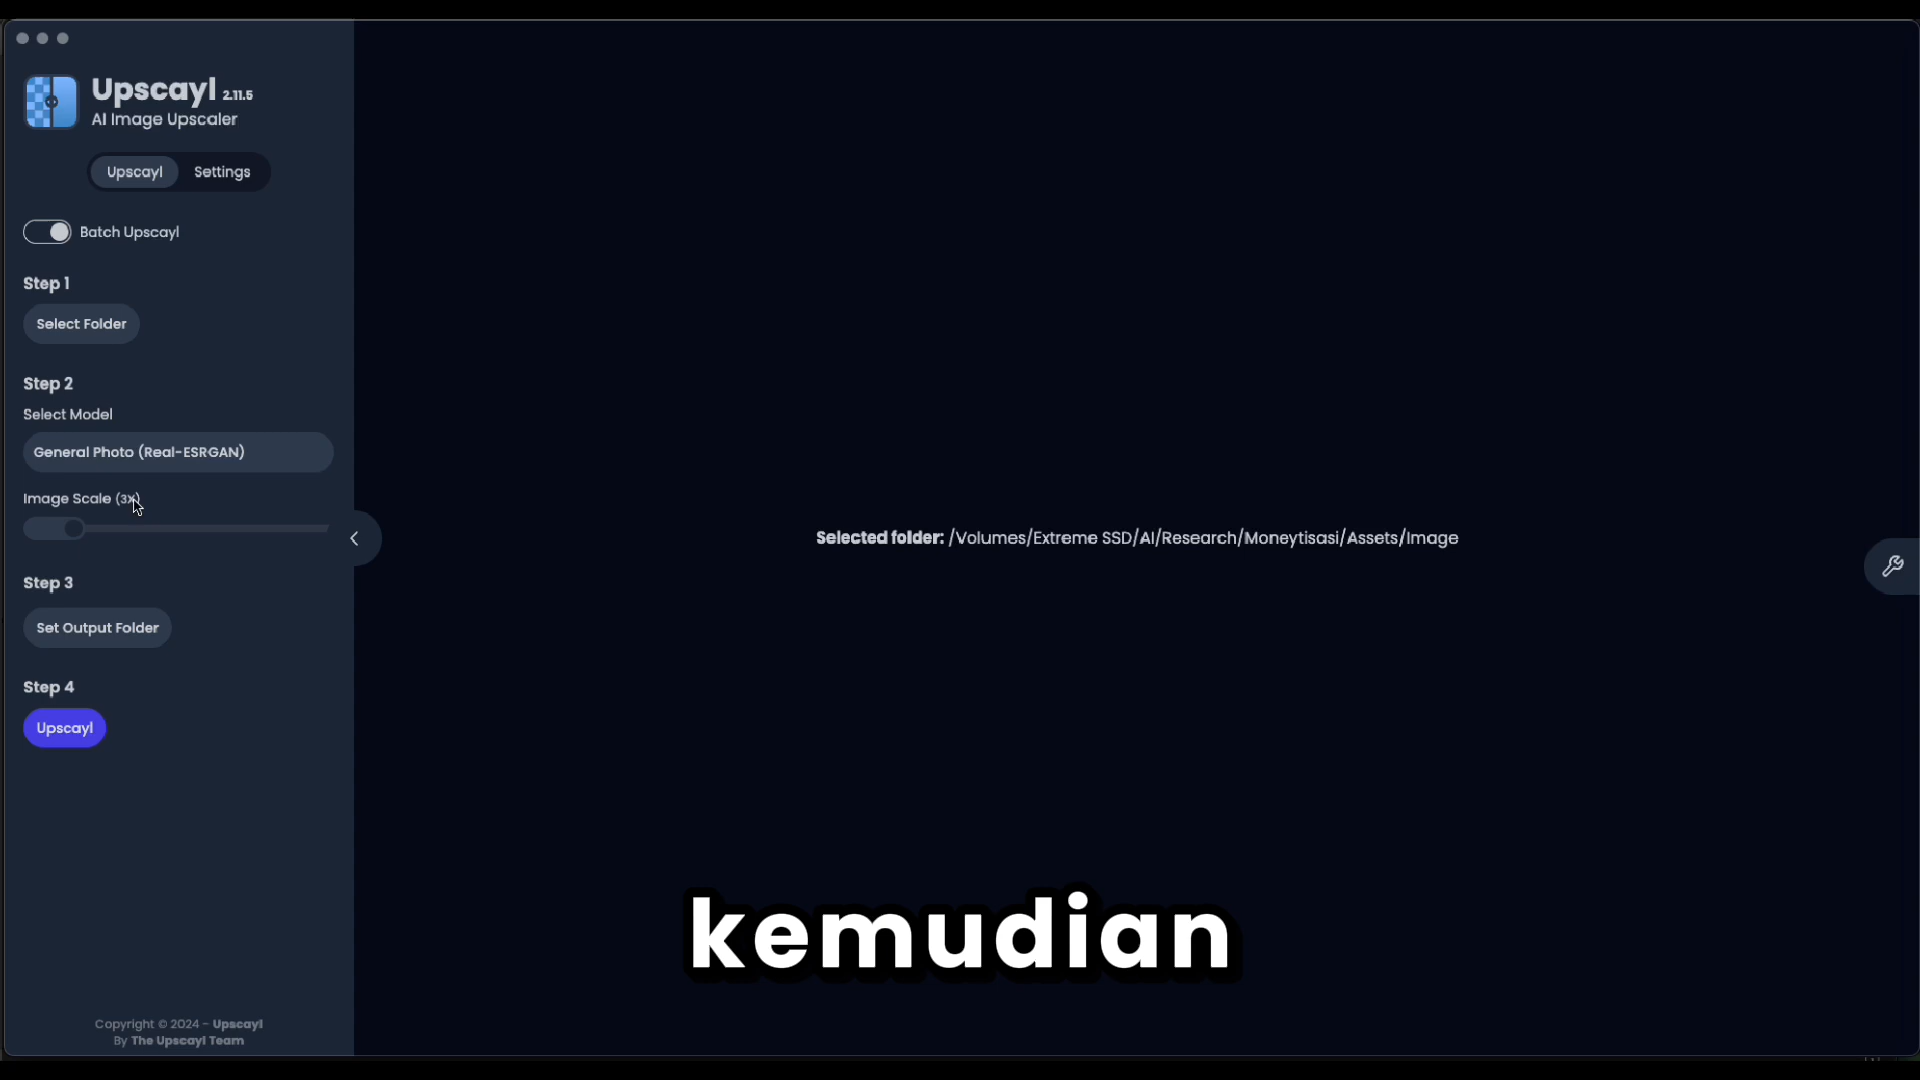 Upscayl 2.11.5
AI Image Upscaler
Upscayl Settings
Batch Upscayl
Step 1
Select Folder
Step 2
Select Model
General Photo (Real-ESRGAN)
Image Scale (3X)
Selected folder: /Volumes/Extreme SSD/AI/Research/Moneytisasi/Assets/Image
Step 3
Set Output Folder
Step 4
Upscayl
kemudian
Copyright © 2024 - Upscayl
By The Upscayl Team